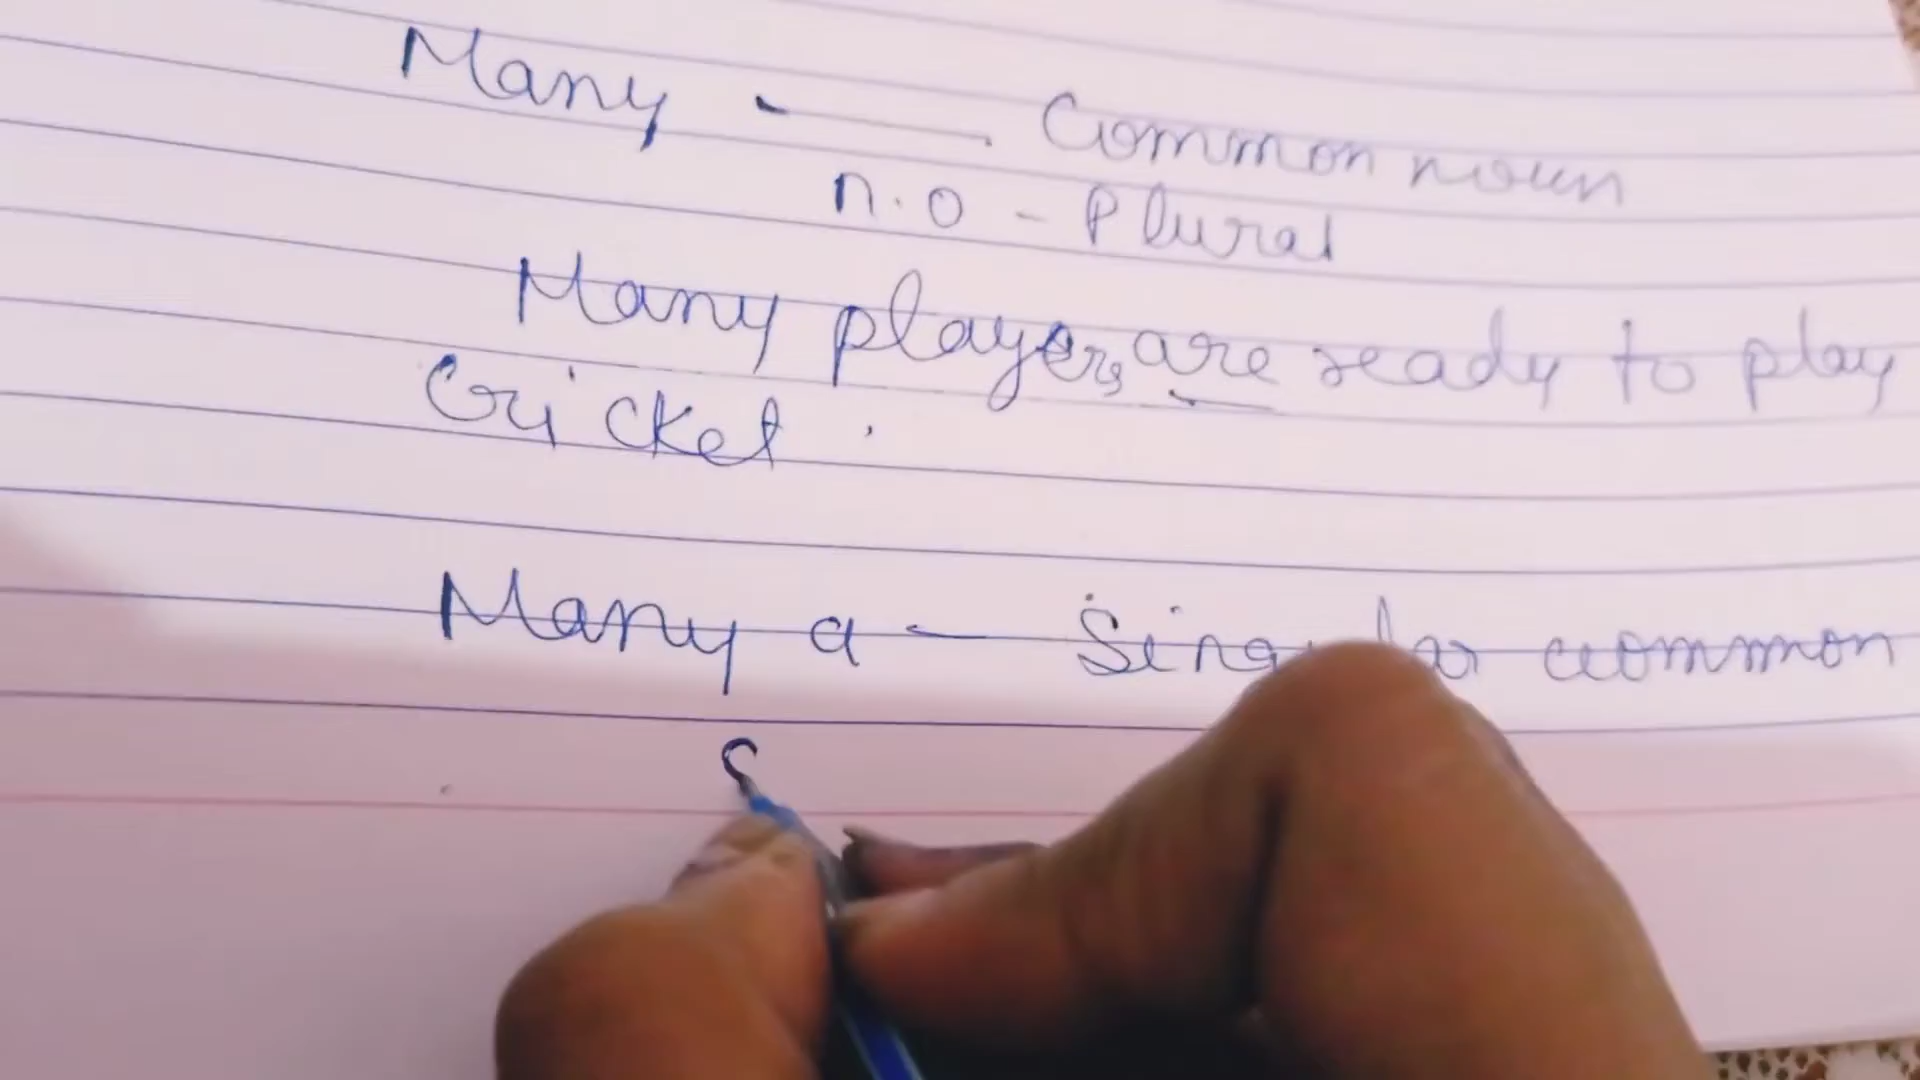 Many - Common noun
n.o - Plural
Many players are ready to play
Cricket .
Many a - Singular common
S